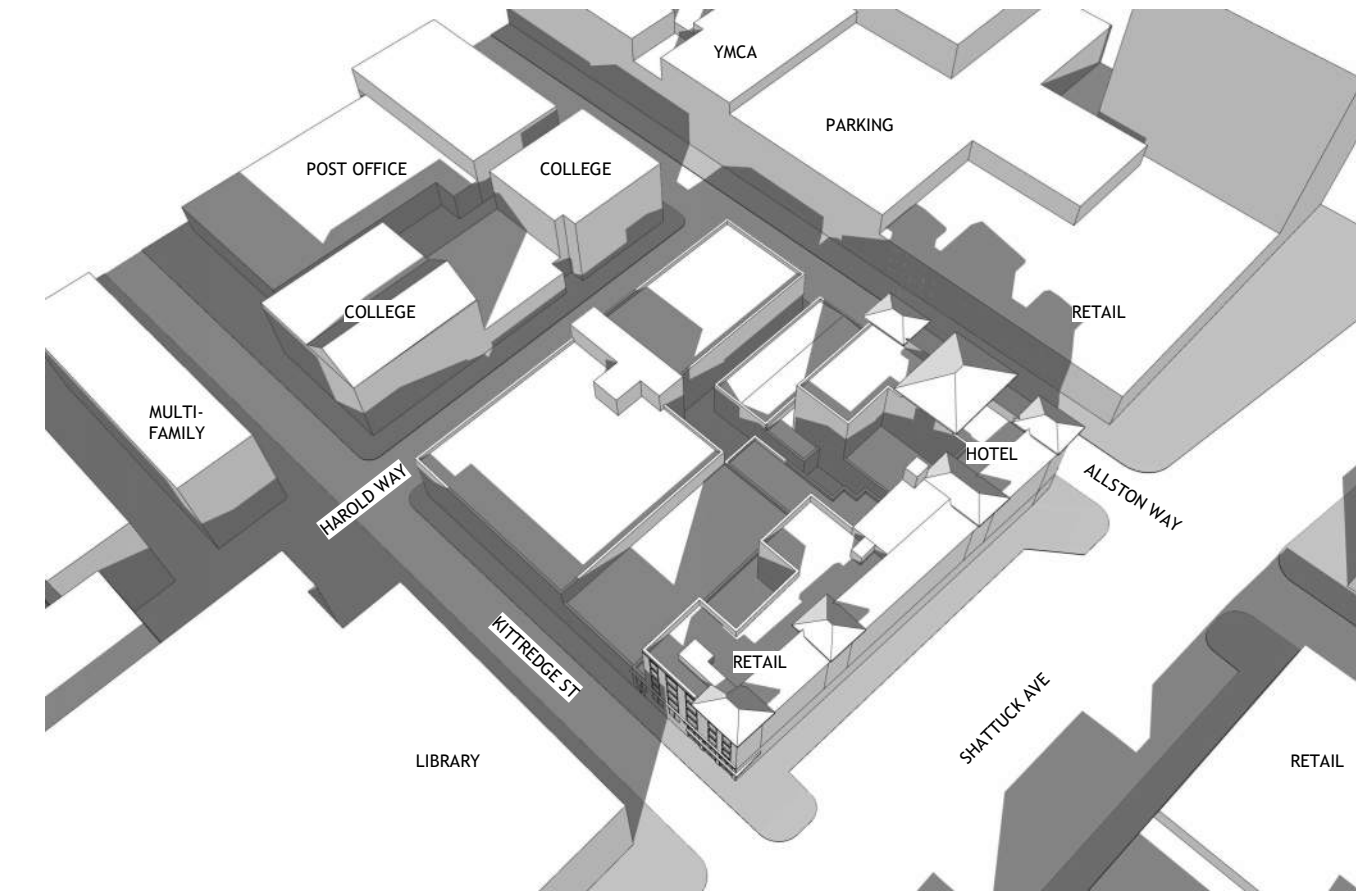 YMCA
PARKING
POST OFFICE
COLLEGE
COLLEGE
RETAIL
MULTI-
FAMILY
HOTEL
HAROLD WAY
ALLSTON WAY
KITTREDGE ST
RETAIL
SHATTUCK AVE
LIBRARY
RETAIL